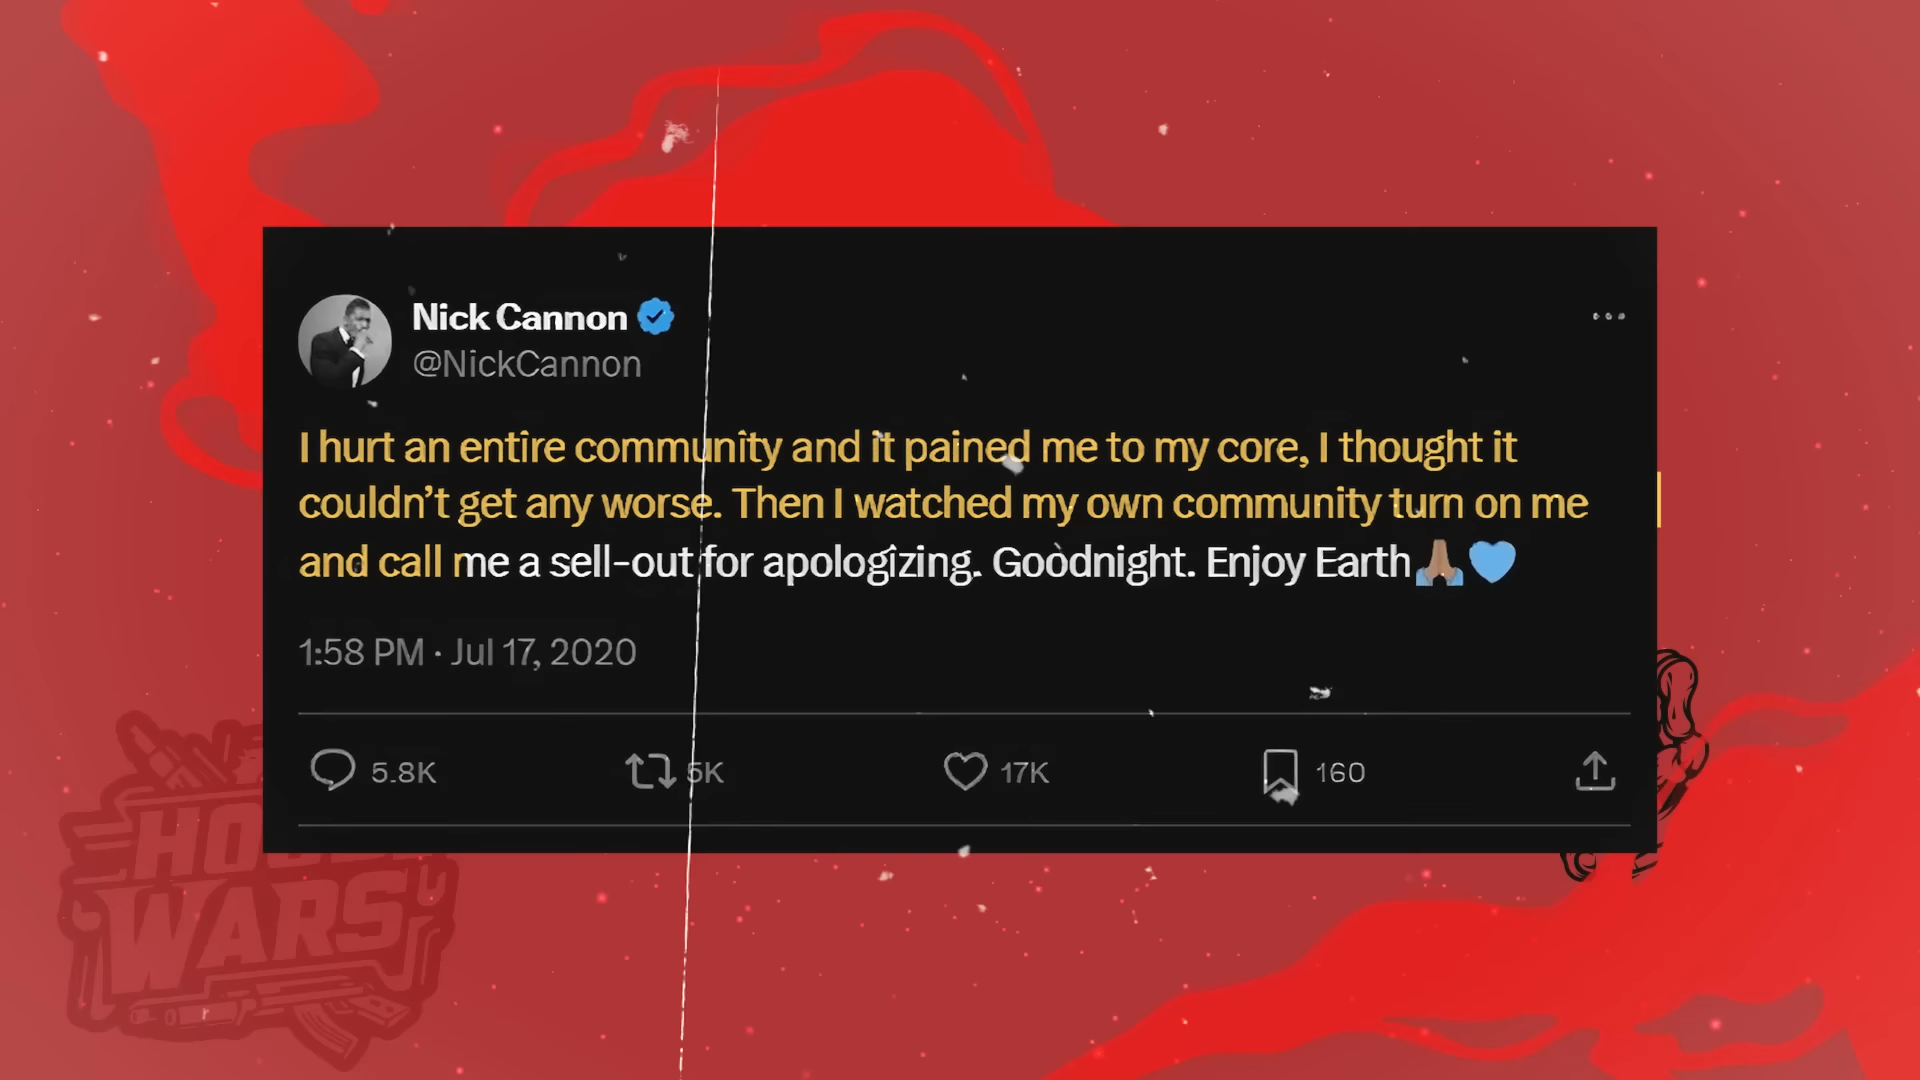 Nick Cannon
@NickCannon
I hurt an entire community and it pained me to my core, I thought it
couldn’t get any worse. Then I watched my own community turn on me
and call me a sell-out for apologizing. Goodnight. Enjoy Earth🙏🏽💙
1:58 PM · Jul 17, 2020
5.8K 5K 17K 160
WARS